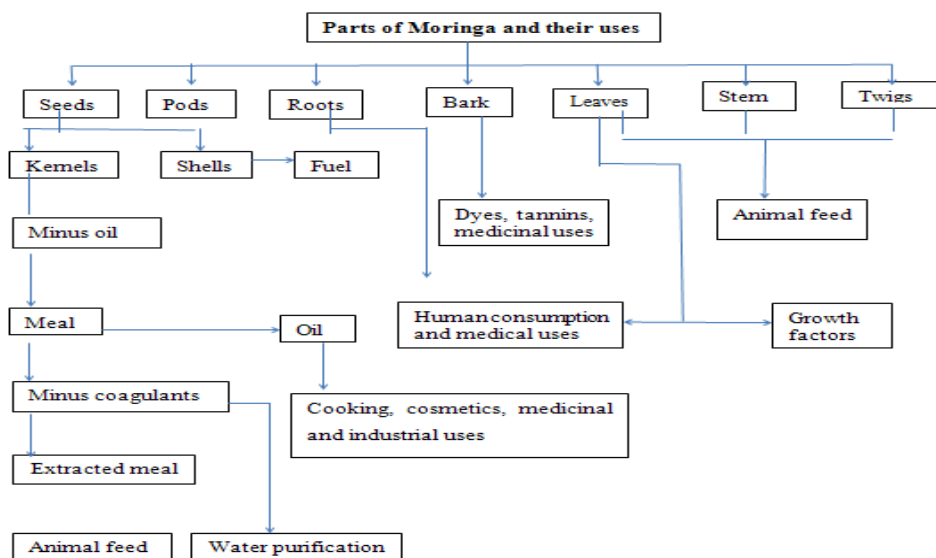 Parts of Moringa and their uses
Seeds
Pods
Roots
Bark
Leaves
Stem
Twigs
Kernels
Shells
Fuel
Dyes, tannins,
medicinal uses
Animal feed
Minus oil
Meal
Oil
Human consumption
and medical uses
Growth
factors
Minus coagulants
Cooking, cosmetics, medicinal
and industrial uses
Extracted meal
Animal feed
Water purification